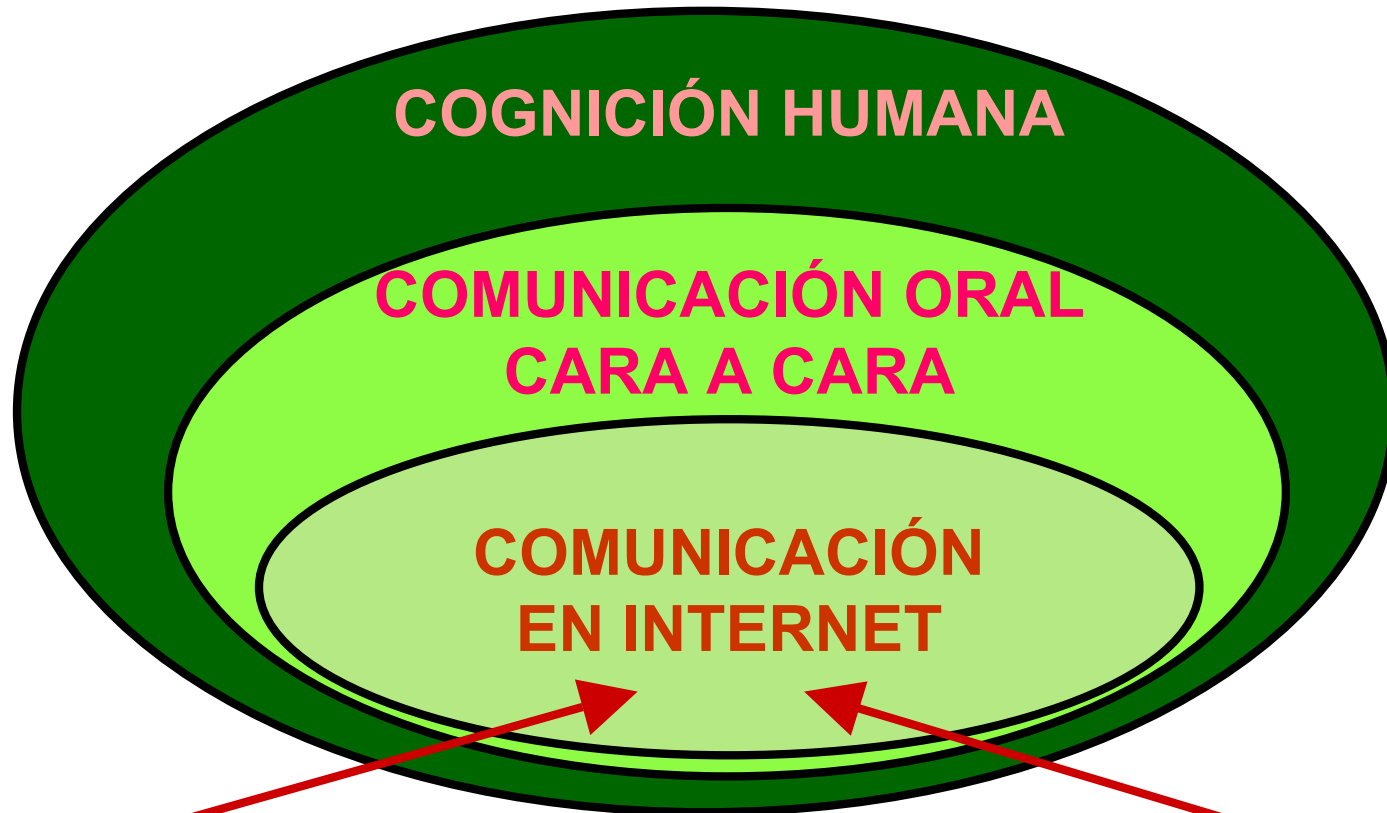 COGNICIÓN HUMANA
COMUNICACIÓN ORAL
CARA A CARA
COMUNICACIÓN
EN INTERNET